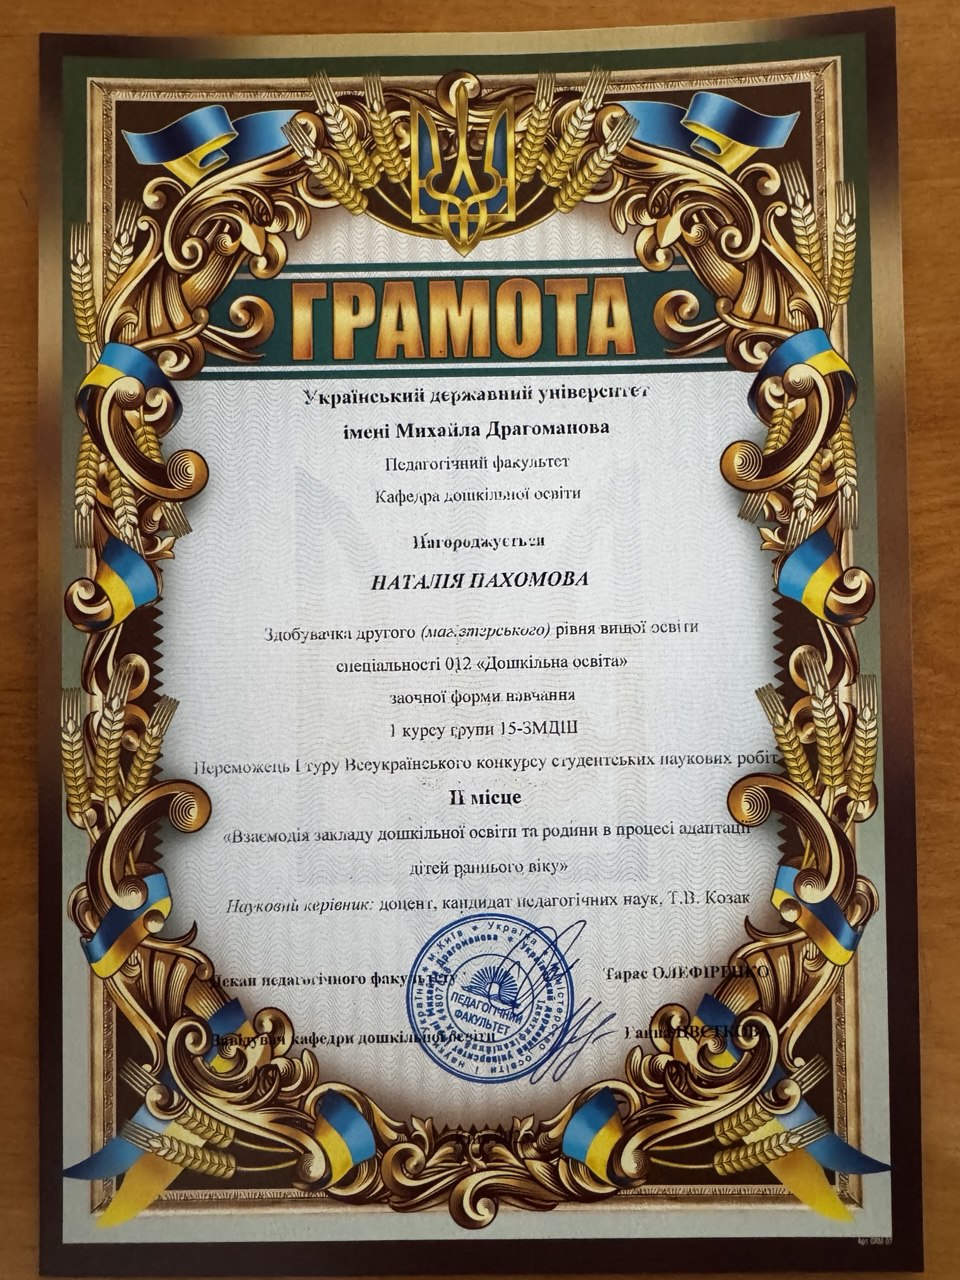 ГРАМОТА
Український державний університет
імені Михайла Драгоманова
Педагогічний факультет
Кафедра дошкільної освіти
Нагороджується
НАТАЛІЯ ПАХОМОВА
Здобувачка другого (магістерського) рівня вищої освіти
спеціальності 012 «Дошкільна освіта»
заочної форми навчання
І курсу групи 15-ЗМДШ
Переможець І туру Всеукраїнського конкурсу студентських наукових робіт
ІІ місце
«Взаємодія закладу дошкільної освіти та родини в процесі адаптації
дітей раннього віку»
Науковий керівник: доцент, кандидат педагогічних наук, Т.В. Козак
Декан педагогічного факультету Тарас ОЛЕФІРЕНКО
Завідувач кафедри дошкільної освіти Ганна ЦВЄТКОВА
ПЕДАГОГІЧНИЙ
ФАКУЛЬТЕТ